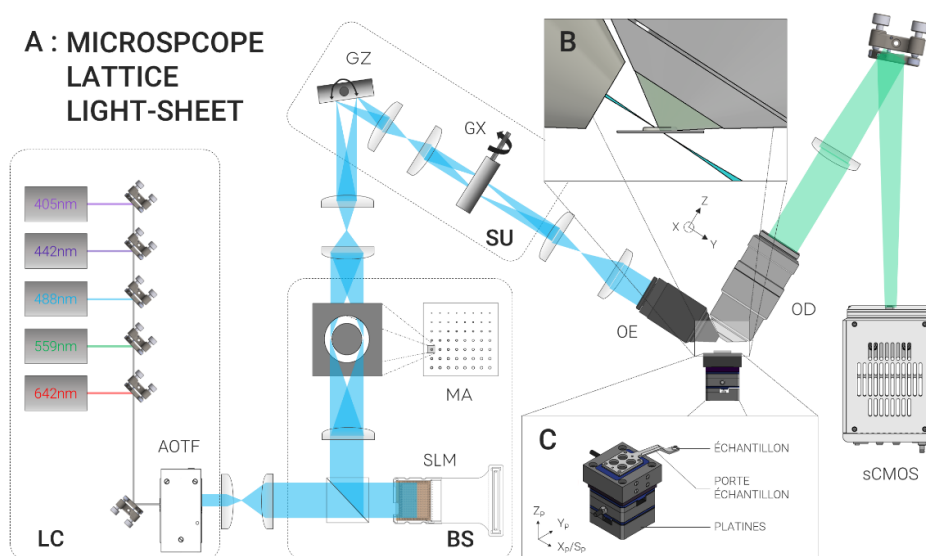 A : MICROSPCOPE
LATTICE
LIGHT-SHEET
405nm
442nm
488nm
559nm
642nm
AOTF
LC
GZ
GX
SU
MA
SLM
BS
B
Z
X
Y
OE
OD
sCMOS
C
ÉCHANTILLON
PORTE
ÉCHANTILLON
PLATINES
Zp
Yp
Xp/Sp